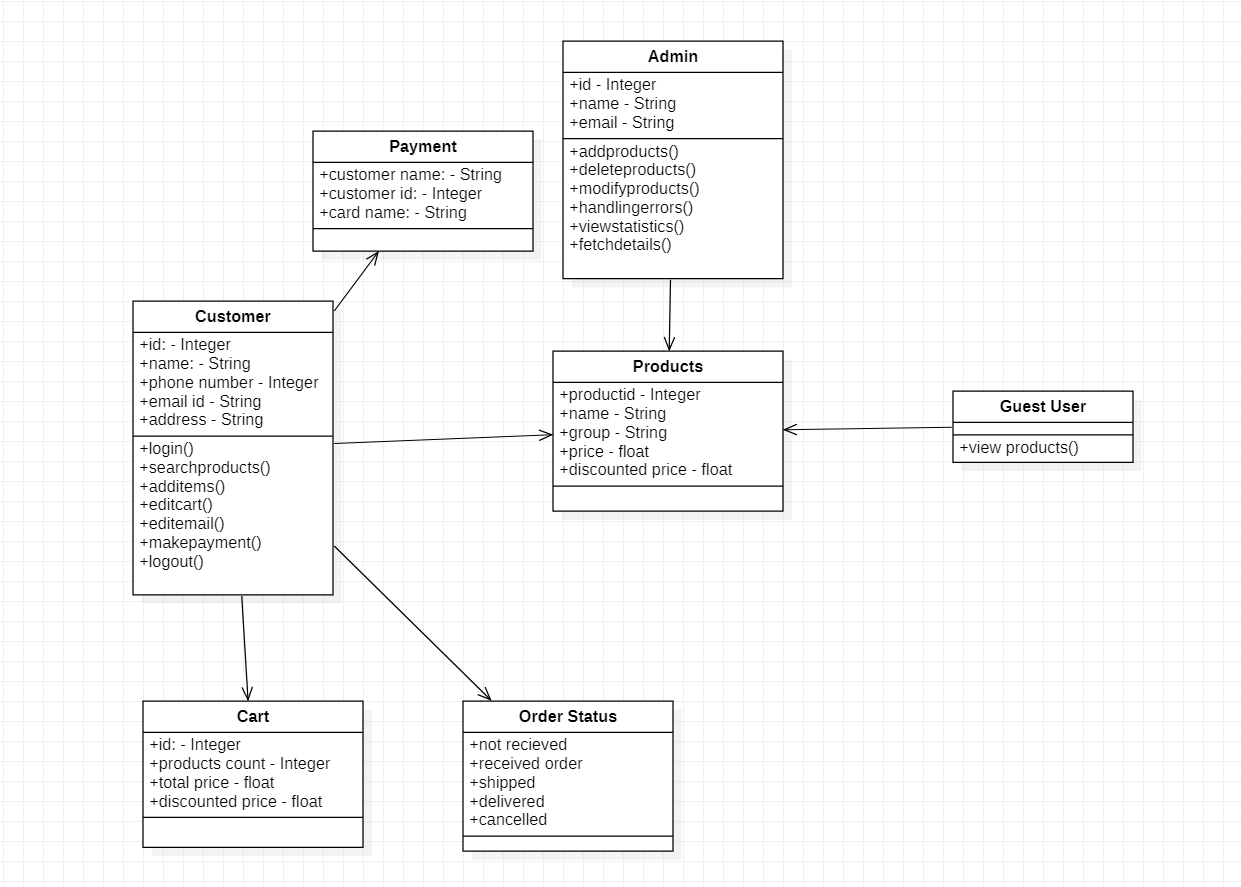 Admin
+id - Integer
+name - String
+email - String
+addproducts()
+deleteproducts()
+modifyproducts()
+handlingerrors()
+viewstatistics()
+fetchdetails()
Payment
+customer name: - String
+customer id: - Integer
+card name: - String
Customer
+id: - Integer
+name: - String
+phone number - Integer
+email id - String
+address - String
+login()
+searchproducts()
+additems()
+editcart()
+editemail()
+makepayment()
+logout()
Products
+productid - Integer
+name - String
+group - String
+price - float
+discounted price - float
Guest User
+view products()
Cart
+id: - Integer
+products count - Integer
+total price - float
+discounted price - float
Order Status
+not recieved
+received order
+shipped
+delivered
+cancelled